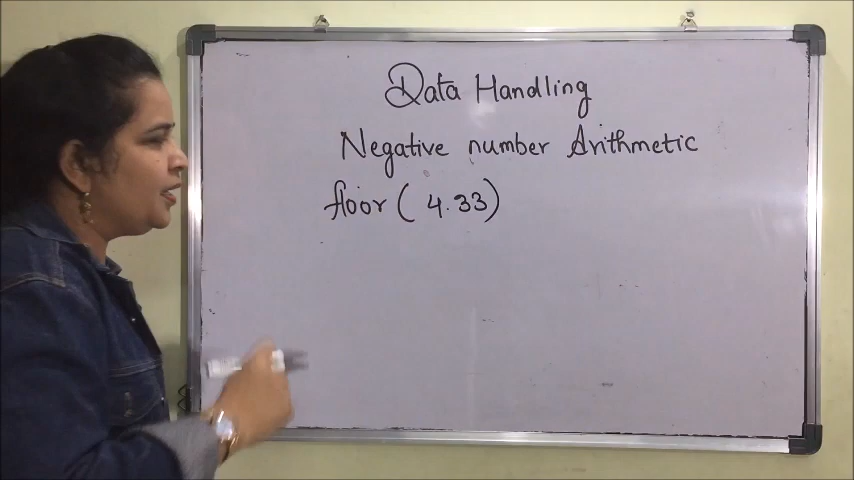 Data Handling
Negative number Arithmetic
floor ( 4.33)